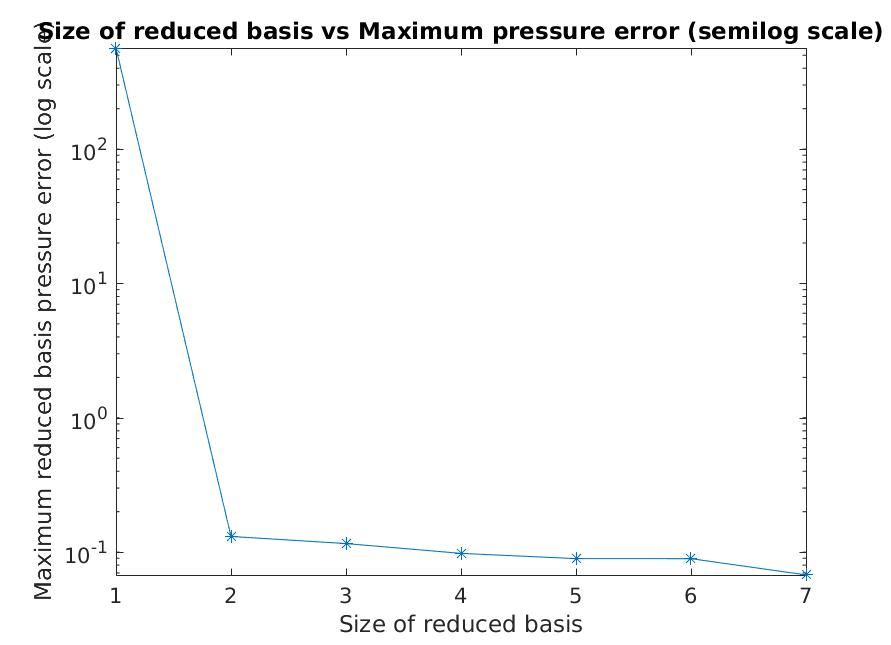 Size of reduced basis vs Maximum pressure error (semilog scale)
Maximum reduced basis pressure error (log scale)
10^2
10^1
10^0
10^-1
1 2 3 4 5 6 7
Size of reduced basis